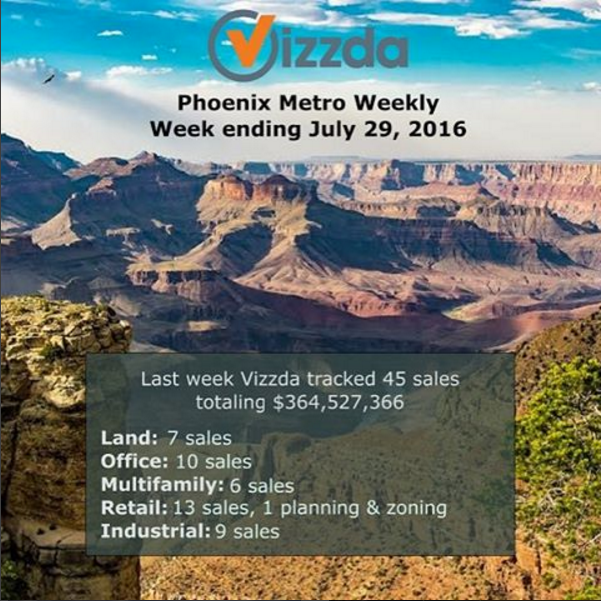 Vizzda
Phoenix Metro Weekly
Week ending July 29, 2016
Last week Vizzda tracked 45 sales
totaling $364,527,366
Land: 7 sales
Office: 10 sales
Multifamily: 6 sales
Retail: 13 sales, 1 planning & zoning
Industrial: 9 sales